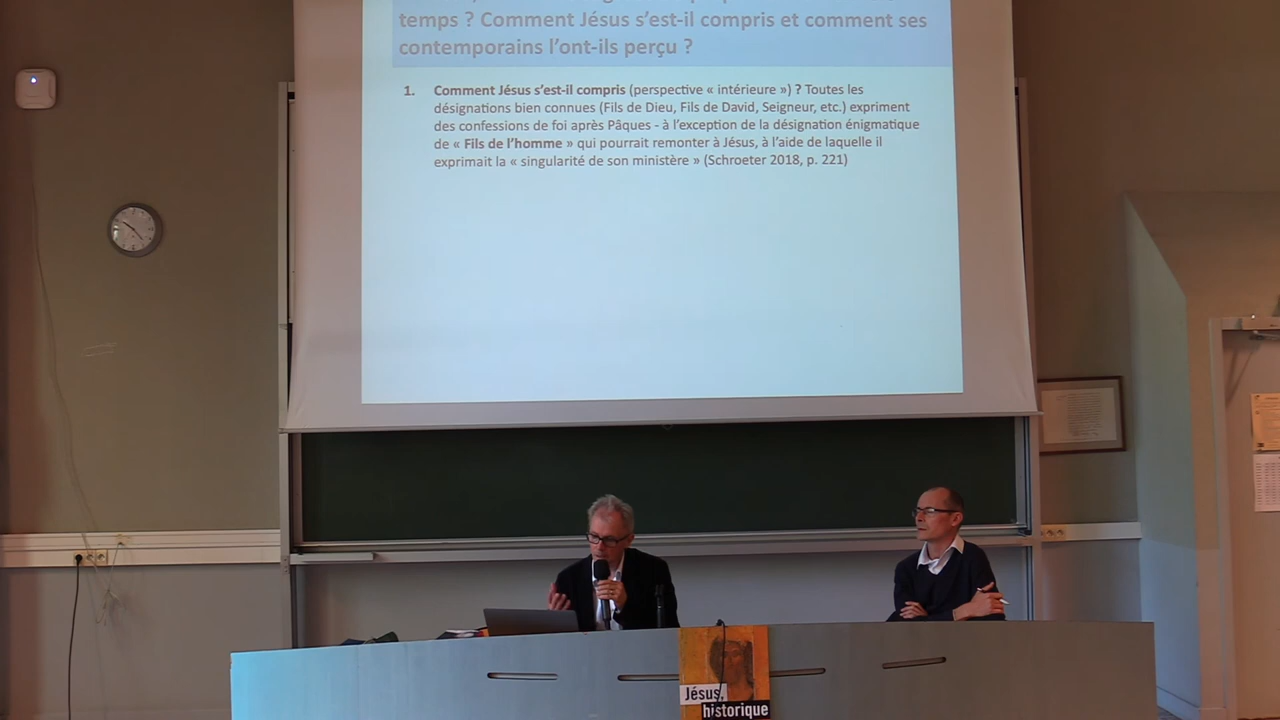 temps ? Comment Jésus s’est-il compris et comment ses
contemporains l’ont-ils perçu ?
1. Comment Jésus s’est-il compris (perspective « intérieure ») ? Toutes les
désignations bien connues (Fils de Dieu, Fils de David, Seigneur, etc.) expriment
des confessions de foi après Pâques - à l’exception de la désignation énigmatique
de « Fils de l’homme » qui pourrait remonter à Jésus, à l’aide de laquelle il
exprimait la « singularité de son ministère » (Schroeter 2018, p. 221)
Jésus,
historique